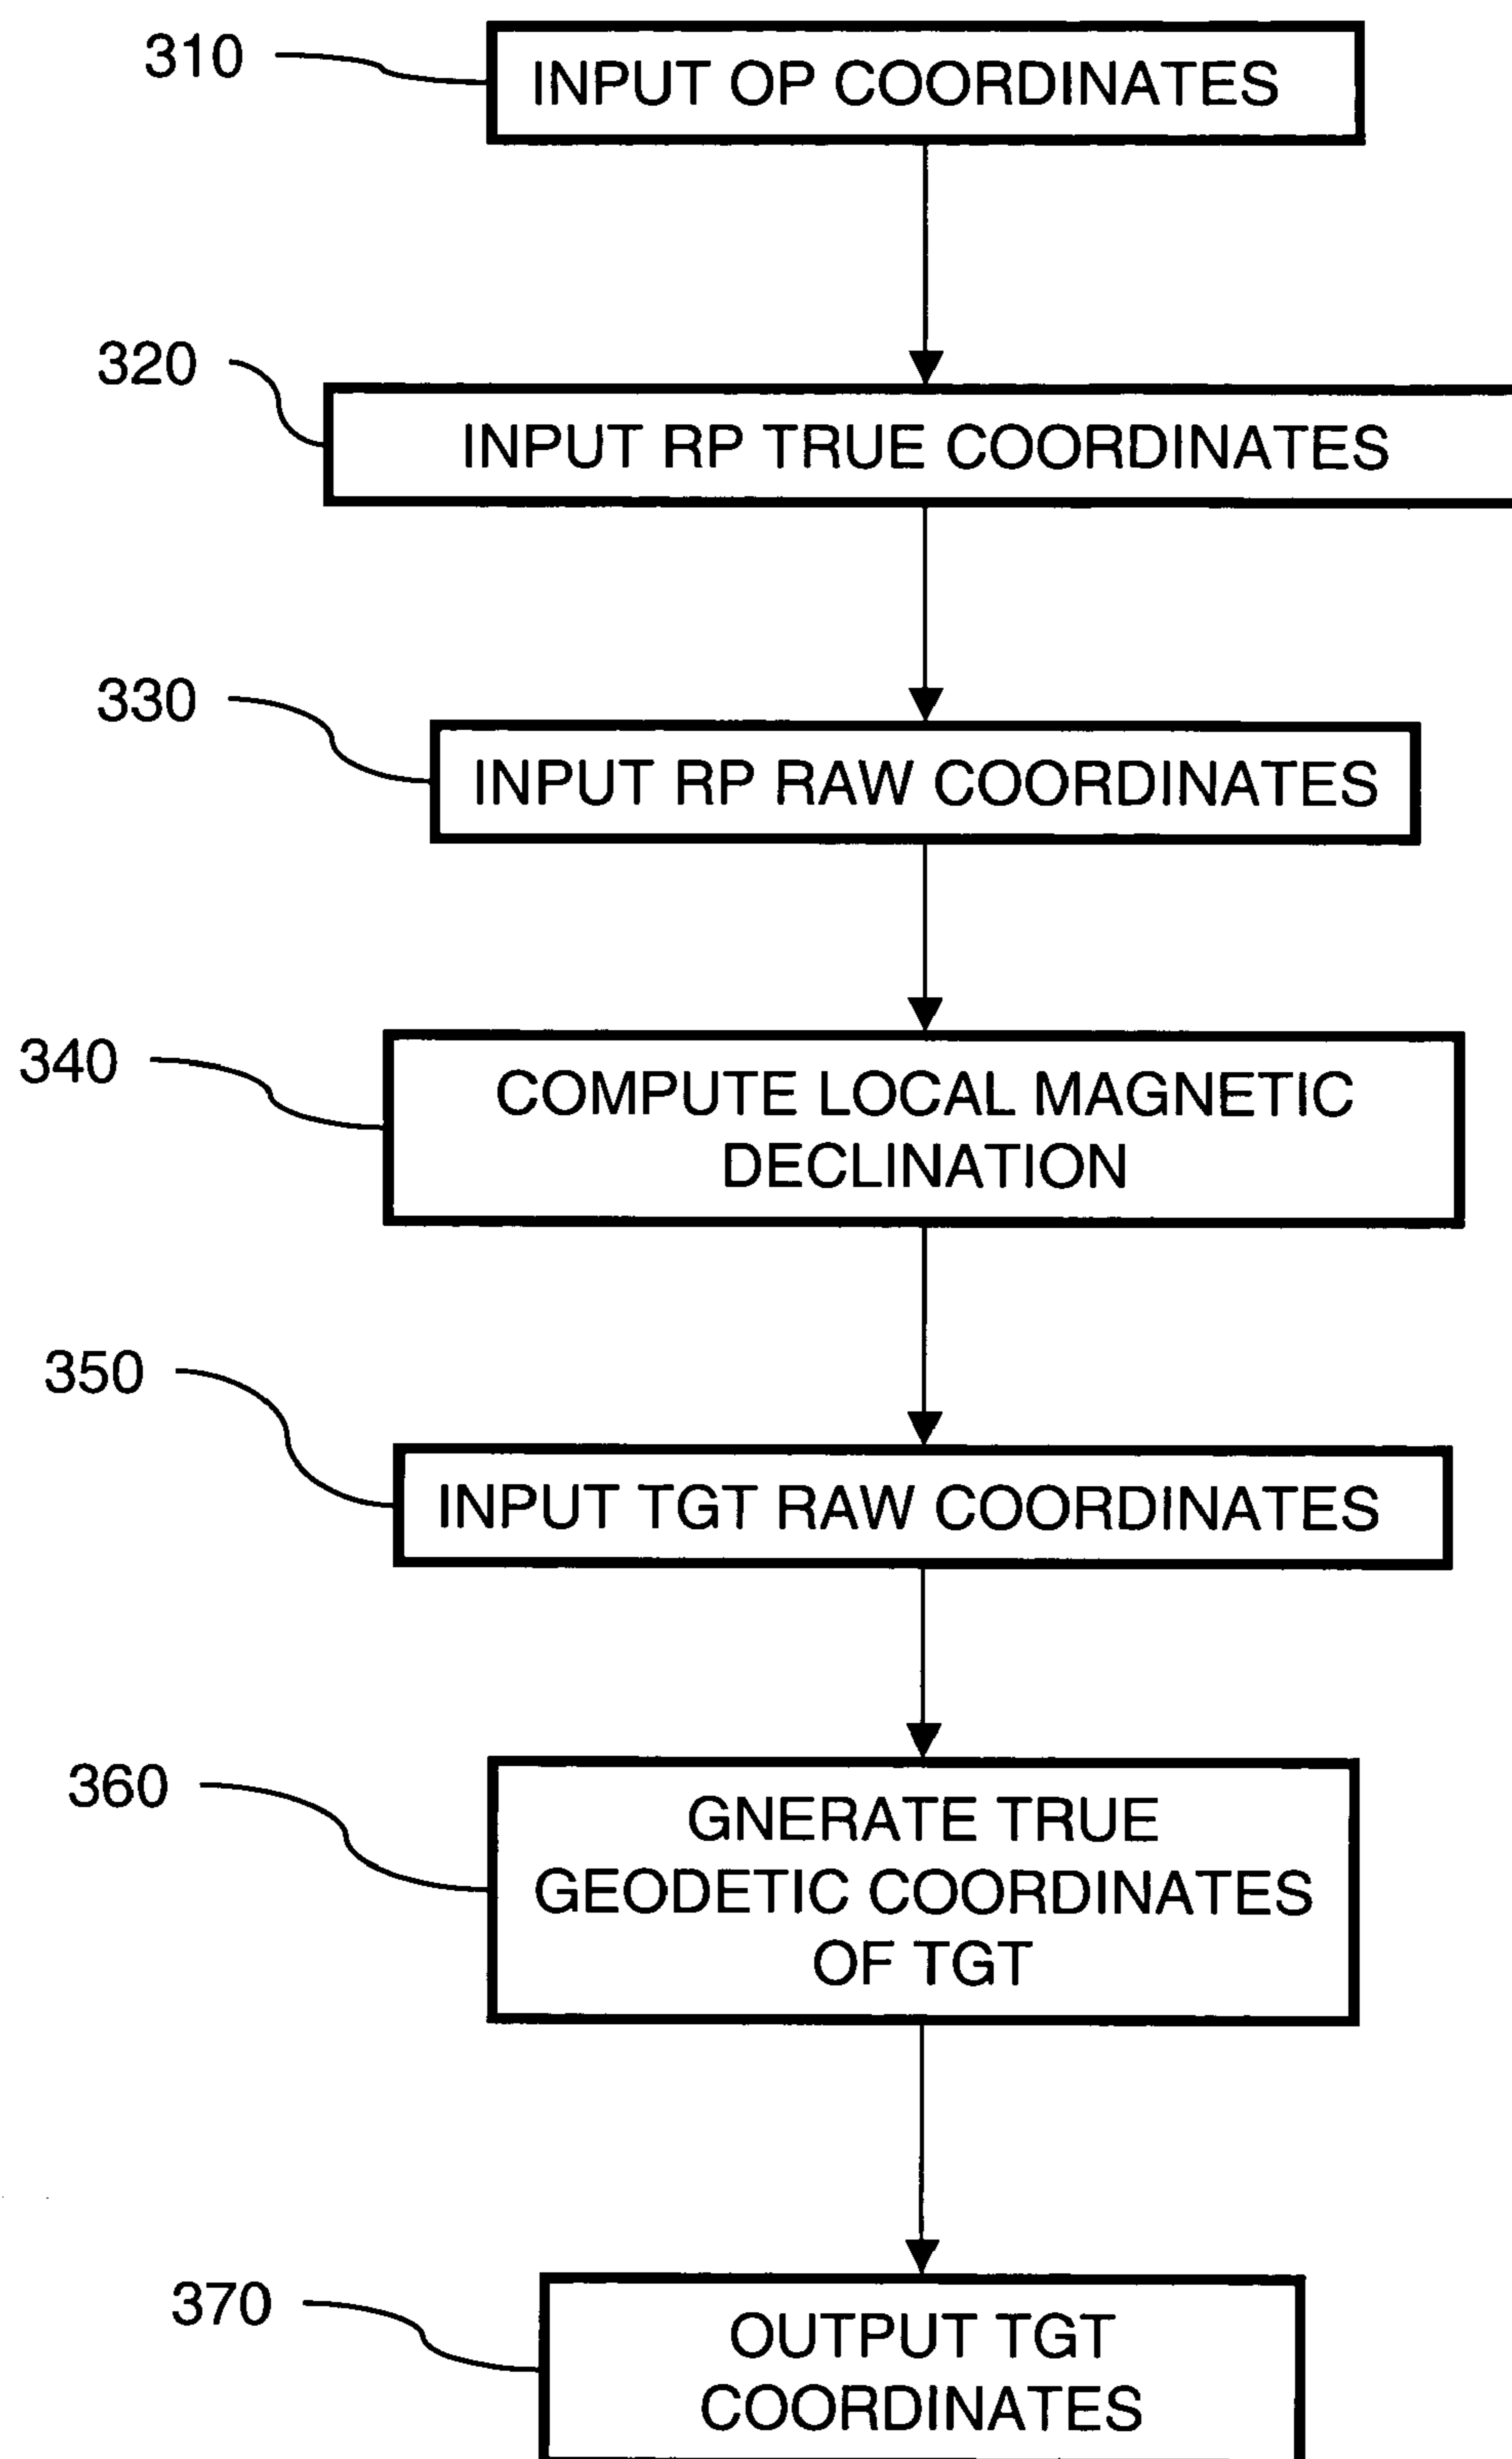 310
INPUT OP COORDINATES
320
INPUT RP TRUE COORDINATES
330
INPUT RP RAW COORDINATES
340
COMPUTE LOCAL MAGNETIC
DECLINATION
350
INPUT TGT RAW COORDINATES
360
GNERATE TRUE
GEODETIC COORDINATES
OF TGT
370
OUTPUT TGT
COORDINATES